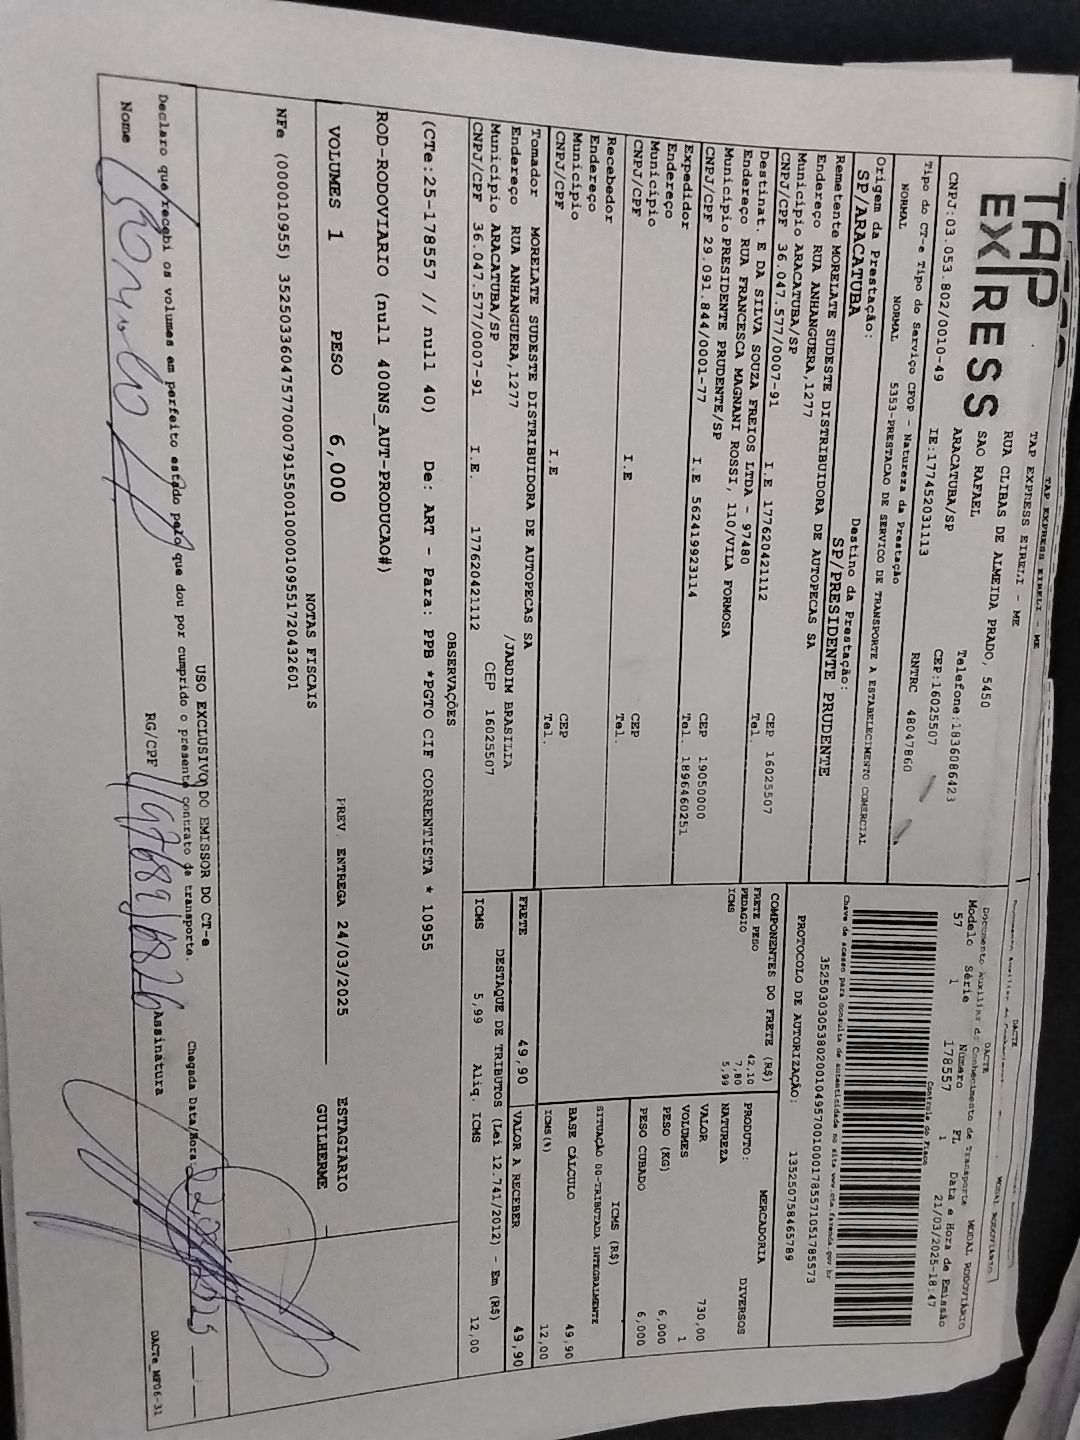 TAP EXPRESS EIRELI - ME
TAP
EXPRESS
TAP EXPRESS EIRELI - ME
RUA CLIBAS DE ALMEIDA PRADO, 5450
SAO RAFAEL
ARACATUBA/SP
Telefone:1836086423
CNPJ:03.053.802/0010-49 IE:177452031113 CEP:16025507
Tipo do CT-e Tipo do Serviço CFOP - Natureza da Prestação RNTRC 48047860
NORMAL NORMAL 5353-PRESTACAO DE SERVICO DE TRANSPORTE A ESTABELECIMENTO COMERCIAL
Origem da Prestação: Destino da Prestação:
SP/ARACATUBA SP/PRESIDENTE PRUDENTE
Remetente MORELATE SUDESTE DISTRIBUIDORA DE AUTOPECAS SA
Endereço RUA ANHANGUERA,1277
Município ARACATUBA/SP CEP 16025507
CNPJ/CPF 36.047.577/0007-91 I.E 177620421112 Tel.
Destinat. E DA SILVA SOUZA FREIOS LTDA - 97480
Endereço RUA FRANCESCA MAGNANI ROSSI, 110/VILA FORMOSA
Município PRESIDENTE PRUDENTE/SP CEP 19050000
CNPJ/CPF 29.091.844/0001-77 I.E 562419923114 Tel. 1896460251
Expedidor
Endereço
Município CEP
CNPJ/CPF I.E Tel.
Recebedor
Endereço
Município CEP
CNPJ/CPF I.E Tel.
Tomador MORELATE SUDESTE DISTRIBUIDORA DE AUTOPECAS SA
Endereço RUA ANHANGUERA,1277 /JARDIM BRASILIA
Município ARACATUBA/SP CEP 16025507
CNPJ/CPF 36.047.577/0007-91 I.E. 177620421112
DACTE MODAL RODOVIÁRIO
Documento Auxiliar do Conhecimento de Transporte
Modelo Série Número FL Data e Hora de Emissão
57 1 178557 1 21/03/2025-18:47
Controle do Fisco
Chave de acesso para consulta de autenticidade no site www.cte.fazenda.gov.br
35250303053802001049570010001785571051785573
PROTOCOLO DE AUTORIZAÇÃO: 135250758465789
COMPONENTES DO FRETE (R$)
FRETE PESO 42,10
PEDAGIO 7,80
ICMS 5,99
PRODUTO: MERCADORIA
NATUREZA DIVERSOS
VALOR 730,00
VOLUMES 1
PESO (KG) 6,000
PESO CUBADO 6,000
ICMS (R$)
SITUAÇÃO 00-TRIBUTADA INTEGRALMENTE
BASE CÁLCULO 49,90
ICMS(%) 12,00
FRETE 49,90 VALOR A RECEBER 49,90
DESTAQUE DE TRIBUTOS (Lei 12.741/2012) - Em (R$)
ICMS 5,99 Aliq. ICMS 12,00
OBSERVAÇÕES
(CTe:25-178557 // null 40) De: ART - Para: PPB *PGTO CIF CORRENTISTA * 10955
ROD-RODOVIARIO (null 400NS_AUT-PRODUCAO#)
VOLUMES 1 PESO 6,000 PREV ENTREGA 24/03/2025 ESTAGIARIO
GUILHERME
NOTAS FISCAIS
NFe (000010955) 35250336047577000791550010000109551720432601
USO EXCLUSIVO DO EMISSOR DO CT-e
Declaro que recebi os volumes em perfeito estado pelo que dou por cumprido o presente contrato de transporte.
Chegada Data/Hora
Nome RG/CPF Assinatura
DACTe_MF06-31